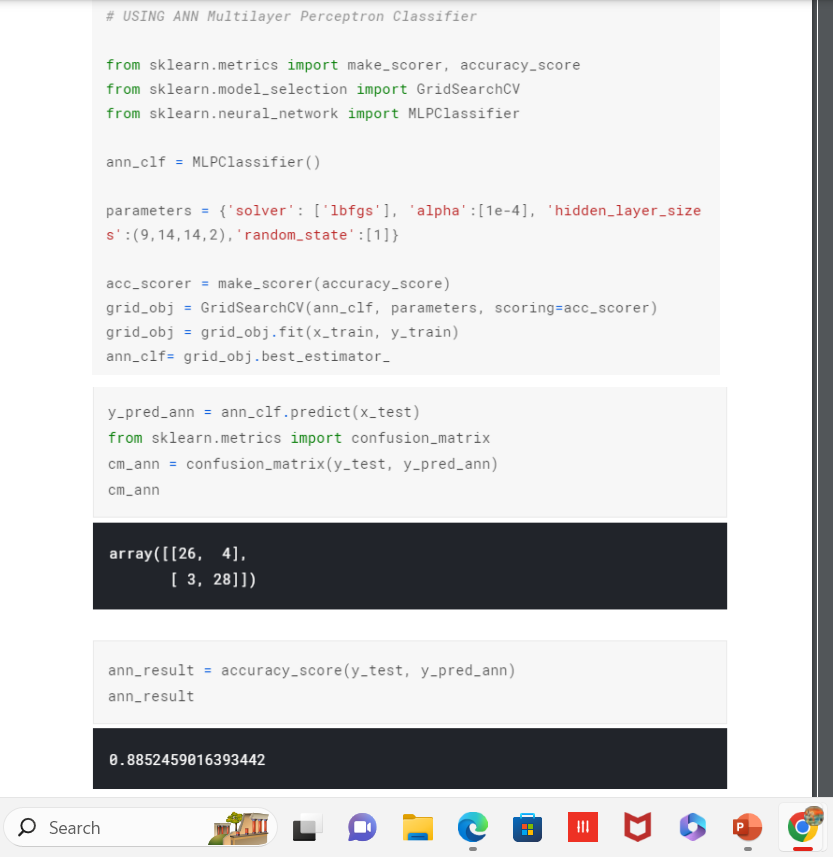 # USING ANN Multilayer Perceptron Classifier
from sklearn.metrics import make_scorer, accuracy_score
from sklearn.model_selection import GridSearchCV
from sklearn.neural_network import MLPClassifier
ann_clf = MLPClassifier()
parameters = {'solver': ['lbfgs'], 'alpha':[1e-4], 'hidden_layer_size
s':(9,14,14,2),'random_state':[1]}
acc_scorer = make_scorer(accuracy_score)
grid_obj = GridSearchCV(ann_clf, parameters, scoring=acc_scorer)
grid_obj = grid_obj.fit(x_train, y_train)
ann_clf= grid_obj.best_estimator_
y_pred_ann = ann_clf.predict(x_test)
from sklearn.metrics import confusion_matrix
cm_ann = confusion_matrix(y_test, y_pred_ann)
cm_ann
array([[26,  4],
       [ 3, 28]])
ann_result = accuracy_score(y_test, y_pred_ann)
ann_result
0.8852459016393442
Search
P